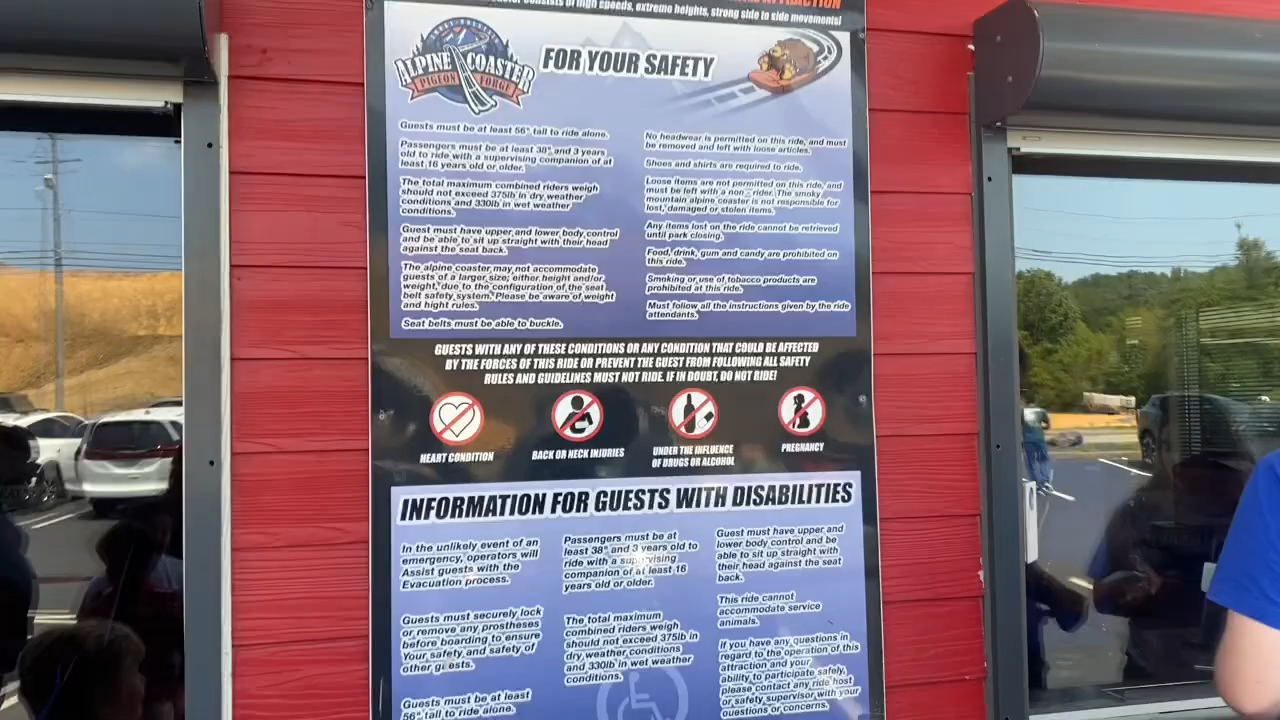 consists of high speeds, extreme heights, strong side to side movements!
ALPINE COASTER
PIGEON FORGE
FOR YOUR SAFETY
Guests must be at least 56" tall to ride alone.
Passengers must be at least 38" and 3 years
old to ride with a supervising companion of at
least 16 years old or older.
The total maximum combined riders weigh
should not exceed 375lb in dry weather
conditions and 330lb in wet weather
conditions.
Guest must have upper and lower body control
and be able to sit up straight with their head
against the seat back.
The alpine coaster may not accommodate
guests of a larger size; either height and/or
weight, due to the configuration of the seat
belt safety system. Please be aware of weight
and hight rules.
Seat belts must be able to buckle.
No headwear is permitted on this ride, and must
be removed and left with loose articles.
Shoes and shirts are required to ride.
Loose items are not permitted on this ride, and
must be left with a non - rider. The smoky
mountain alpine coaster is not responsible for
lost, damaged or stolen items.
Any items lost on the ride cannot be retrieved
until park closing.
Food, drink, gum and candy are prohibited on
this ride.
Smoking or use of tobacco products are
prohibited at this ride.
Must follow all the instructions given by the ride
attendants.
GUESTS WITH ANY OF THESE CONDITIONS OR ANY CONDITION THAT COULD BE AFFECTED
BY THE FORCES OF THIS RIDE OR PREVENT THE GUEST FROM FOLLOWING ALL SAFETY
RULES AND GUIDELINES MUST NOT RIDE. IF IN DOUBT, DO NOT RIDE!
HEART CONDITION
BACK OR NECK INJURIES
UNDER THE INFLUENCE
OF DRUGS OR ALCOHOL
PREGNANCY
INFORMATION FOR GUESTS WITH DISABILITIES
In the unlikely event of an
emergency, operators will
Assist guests with the
Evacuation process.
Guests must securely lock
or remove any prostheses
before boarding to ensure
Your safety and safety of
other guests.
Guests must be at least
56" tall to ride alone.
Passengers must be at
least 38" and 3 years old to
ride with a supervising
companion of at least 16
years old or older.
The total maximum
combined riders weigh
should not exceed 375lb in
dry weather conditions
and 330lb in wet weather
conditions.
Guest must have upper and
lower body control and be
able to sit up straight with
their head against the seat
back.
This ride cannot
accommodate service
animals.
If you have any questions in
regard to the operation of this
attraction and your
ability to participate safely,
please contact any ride host
or safety supervisor with your
questions or concerns.